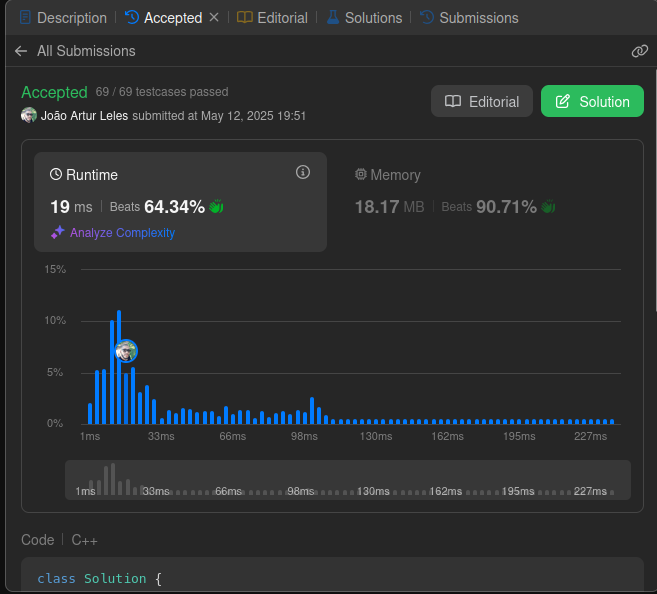 Description Accepted Editorial Solutions Submissions
All Submissions
Accepted 69 / 69 testcases passed
João Artur Leles submitted at May 12, 2025 19:51
Editorial Solution
Runtime
19 ms Beats 64.34%
Analyze Complexity
Memory
18.17 MB Beats 90.71%
15%
10%
5%
0%
1ms 33ms 66ms 98ms 130ms 162ms 195ms 227ms
1ms 33ms 66ms 98ms 130ms 162ms 195ms 227ms
Code C++
class Solution {